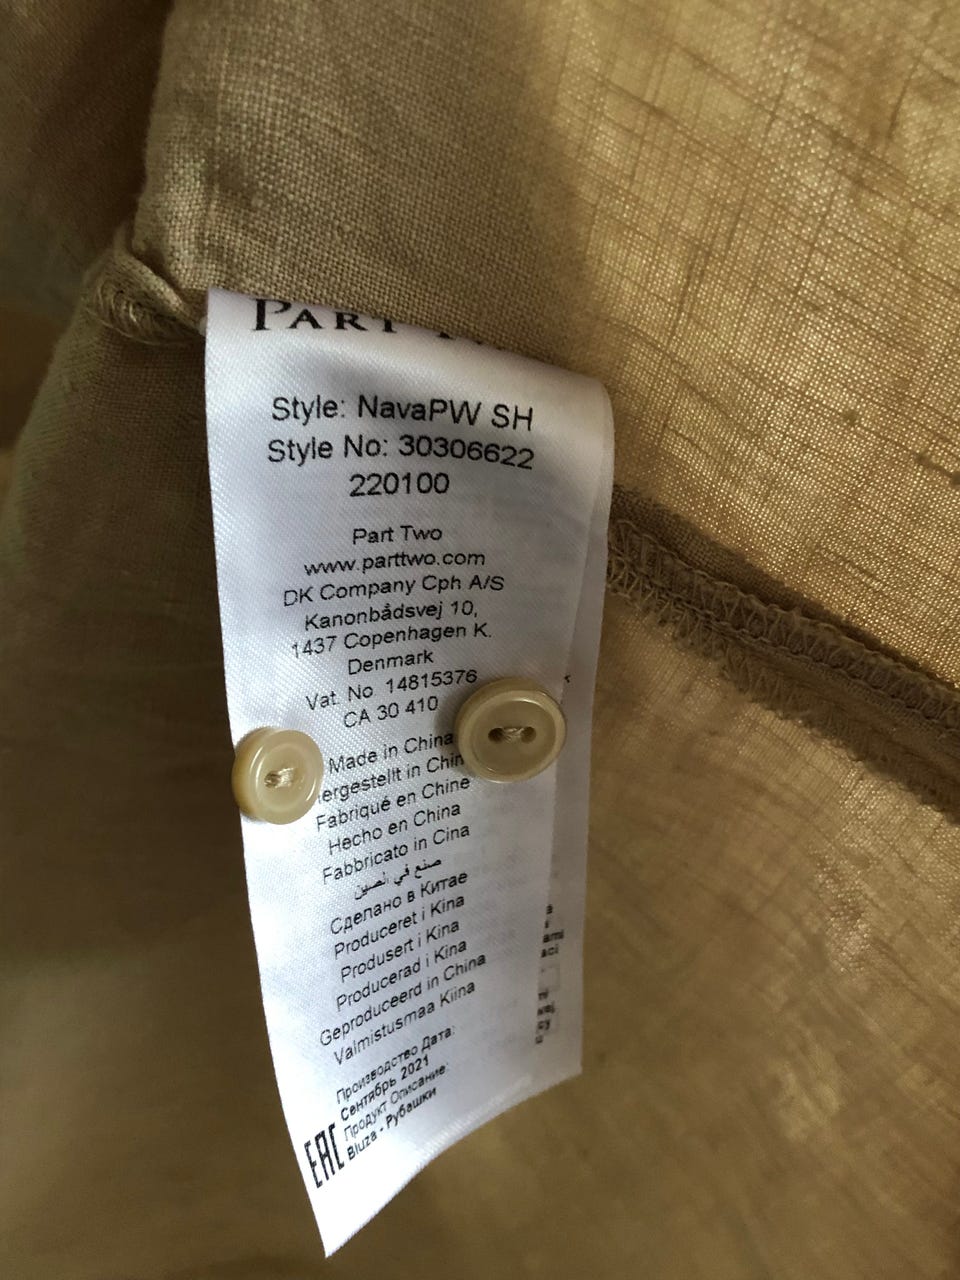 PART
Style: NavaPW SH
Style No: 30306622
220100
Part Two
www.parttwo.com
DK Company Cph A/S
Kanonbådsvej 10,
1437 Copenhagen K.
Denmark
Vat. No. 14815376
CA 30 410
Made in China
in
Fabriqué en Chine
Hecho en China
Fabbricato in Cina
صنع في الصين
Сделано в Китае
Produceret i Kina
Produsert i Kina
Producerad i Kina
Geproduceerd in China
Valmistusmaa Kiina
Производство Дата:
Сентябрь 2021
Продукт Описание:
Bluza - Рубашки
EAC